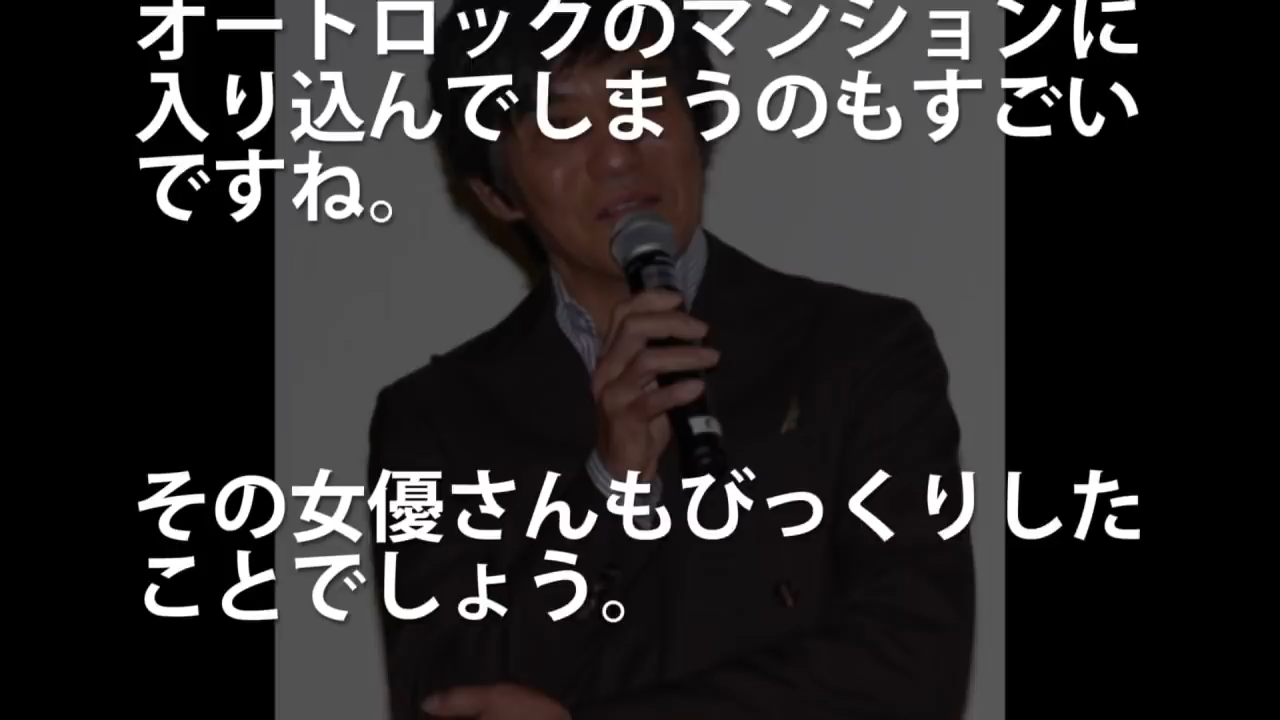 オートロックのマンションに
入り込んでしまうのもすごい
ですね。
その女優さんもびっくりした
ことでしょう。